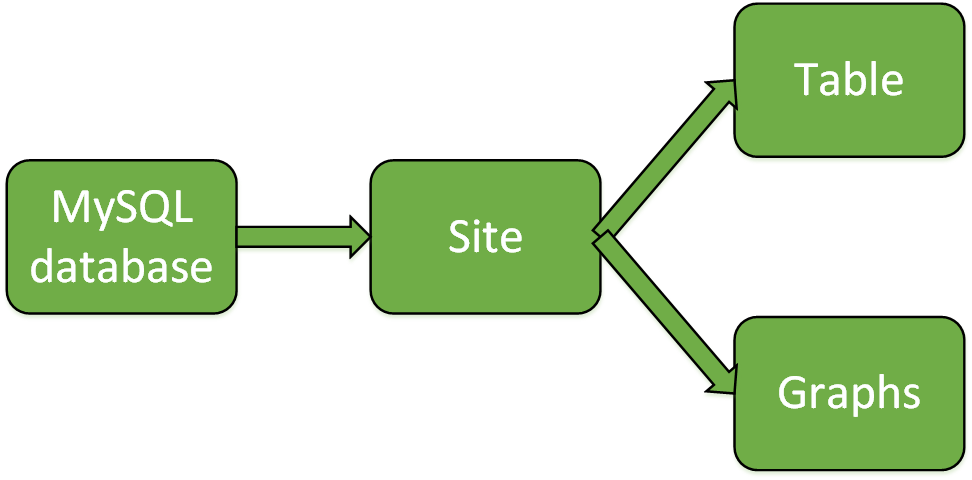 MySQL
database
Site
Table
Graphs